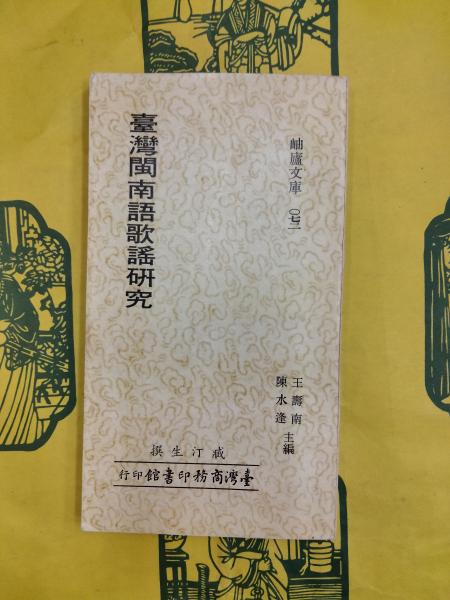 岫廬文庫 〇七二
臺灣閩南語歌謠研究
王壽南
陳水逢 主編
臧汀生撰
臺灣商務印書館印行